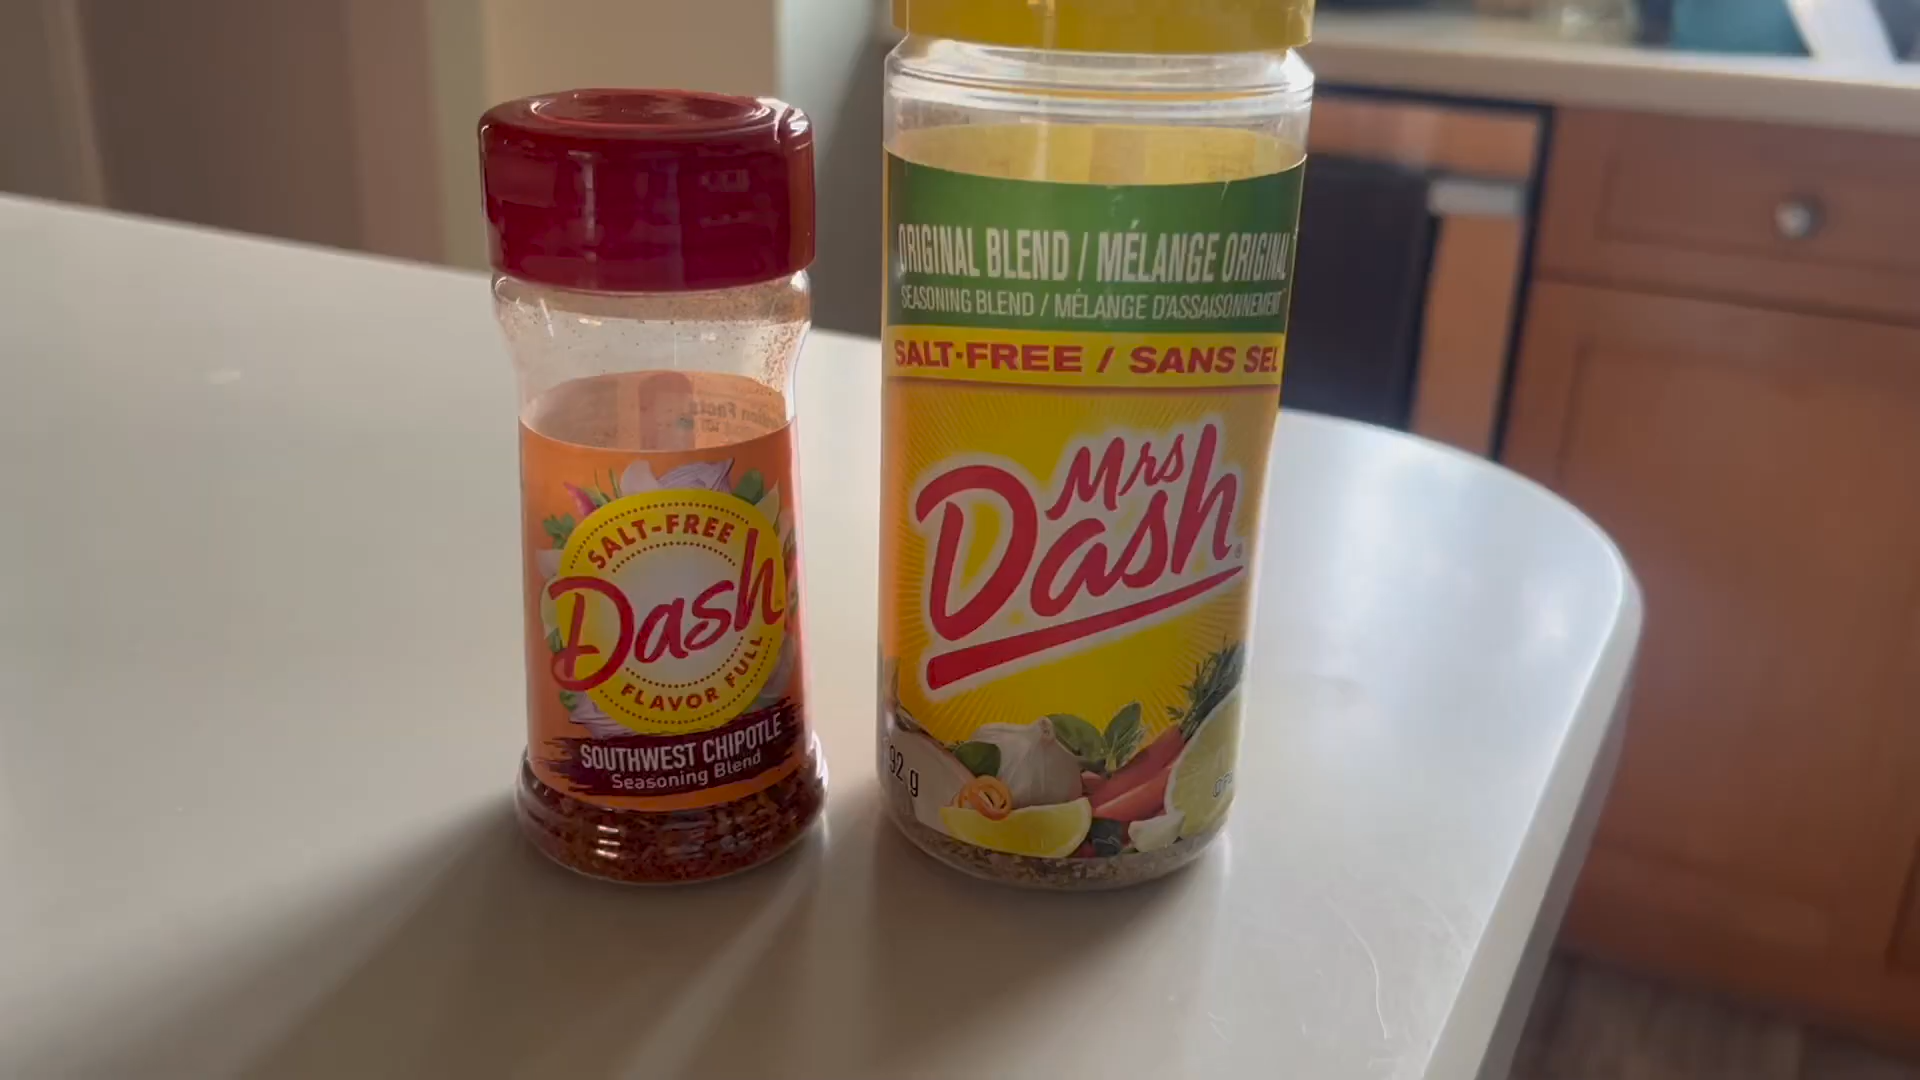 SALT-FREE
Dash
FLAVOR FULL
SOUTHWEST CHIPOTLE
Seasoning Blend
ORIGINAL BLEND / MÉLANGE ORIGINAL
SEASONING BLEND / MÉLANGE D'ASSAISONNEMENT
SALT-FREE / SANS SEL
Mrs
Dash®
92 g